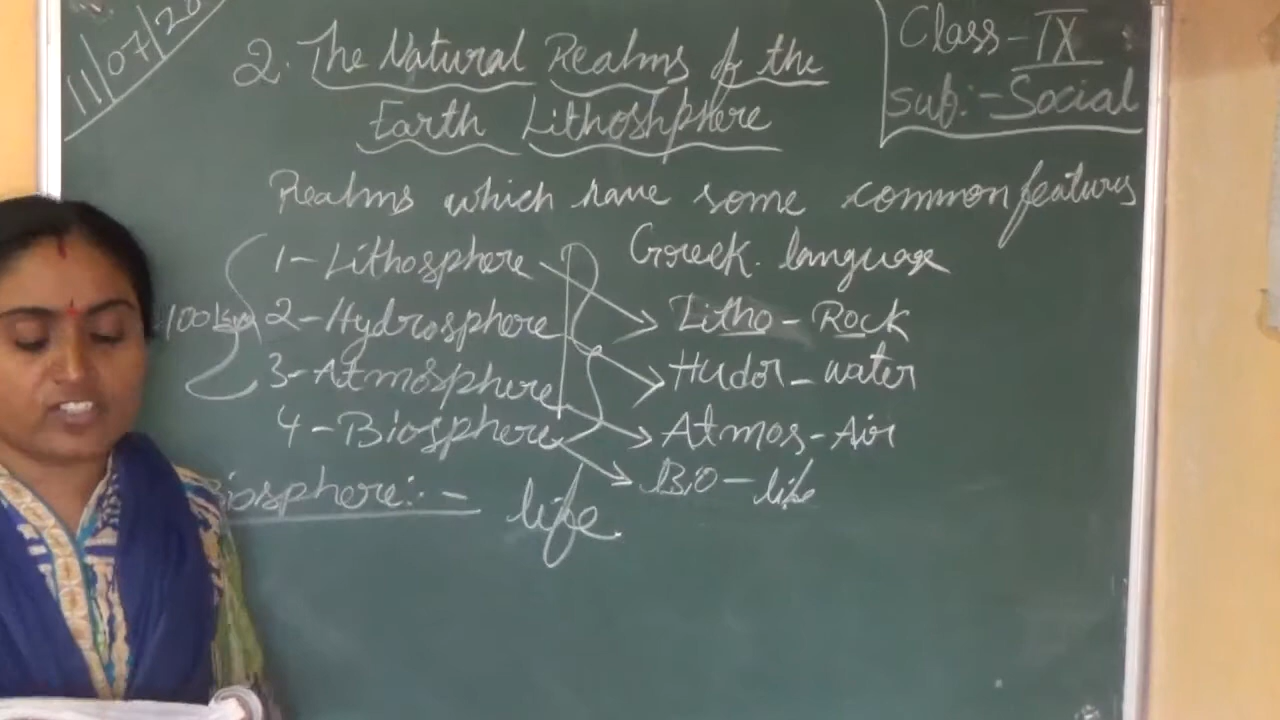 11/07/20
2. The Natural Realms of the
Earth Lithoshphere
Class - IX
Sub:- Social
Realms which have some common features
1- Lithosphere
Greek language
100km 2- Hydrosphere
Litho - Rock
3- Atmosphere
Hudor - water
4- Biosphere
Atmos - Air
Bio - life
iosphere:- life